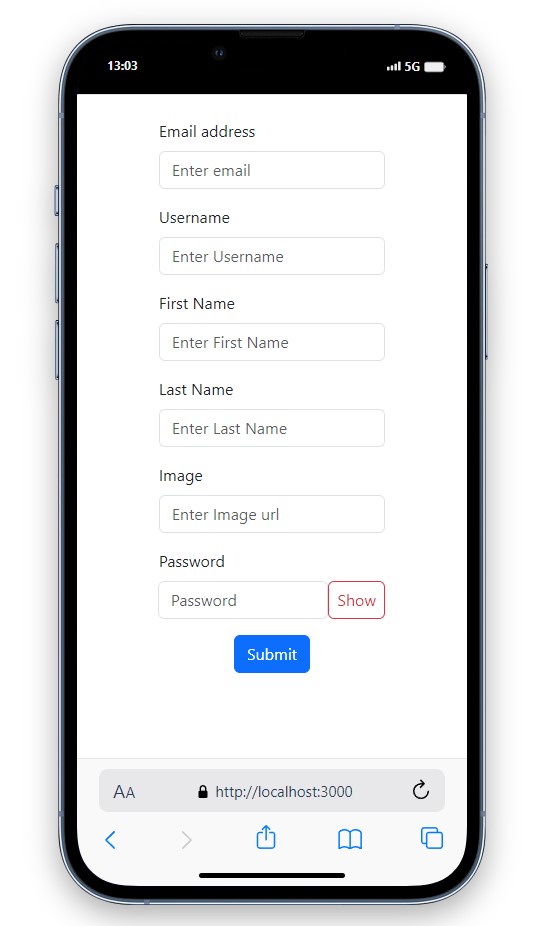 13:03
5G
Email address
Enter email
Username
Enter Username
First Name
Enter First Name
Last Name
Enter Last Name
Image
Enter Image url
Password
Password Show
Submit
AA http://localhost:3000